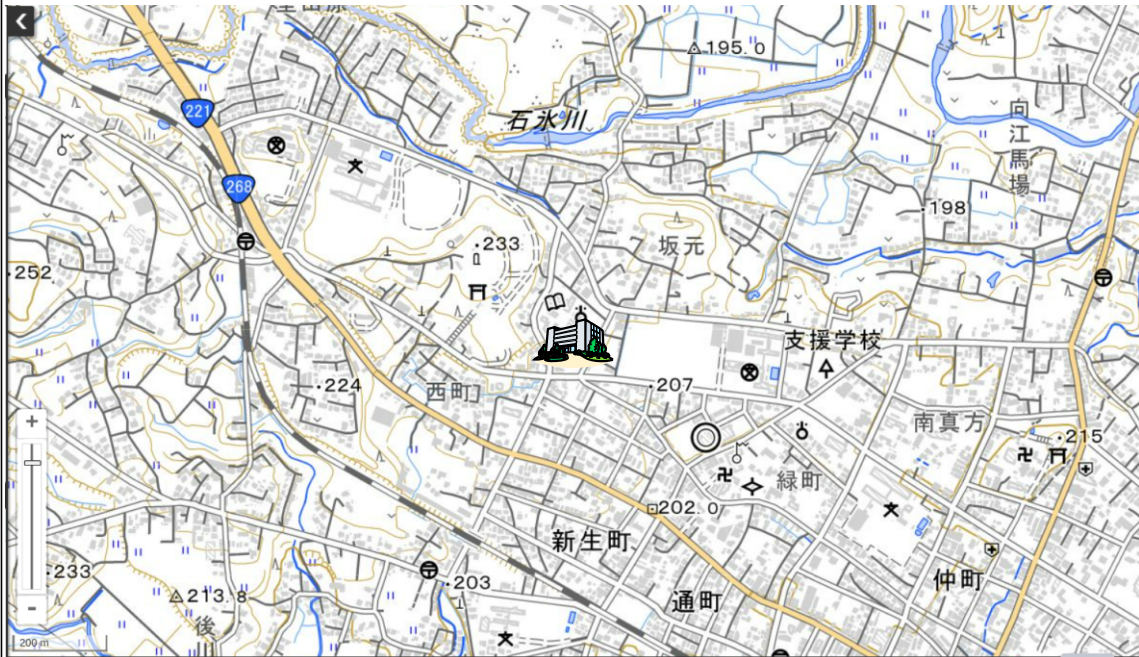 石氷川
195.0
221
向江馬場
268
198
233
坂元
252
支援学校
224
207
西町
南真方
215
緑町
202.0
新生町
233
203
仲町
213.8
通町
後
200 m